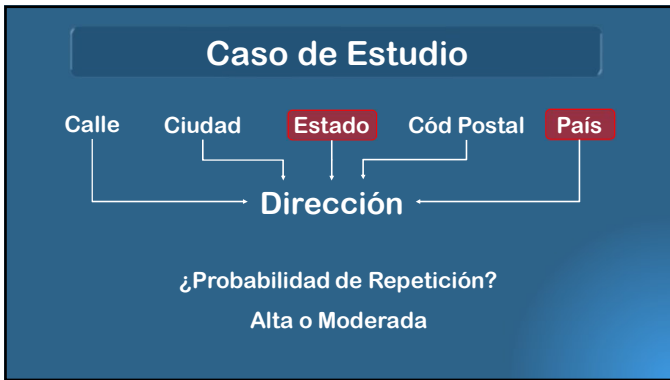 Caso de Estudio
Calle Ciudad Estado Cód Postal País
Dirección
¿Probabilidad de Repetición?
Alta o Moderada